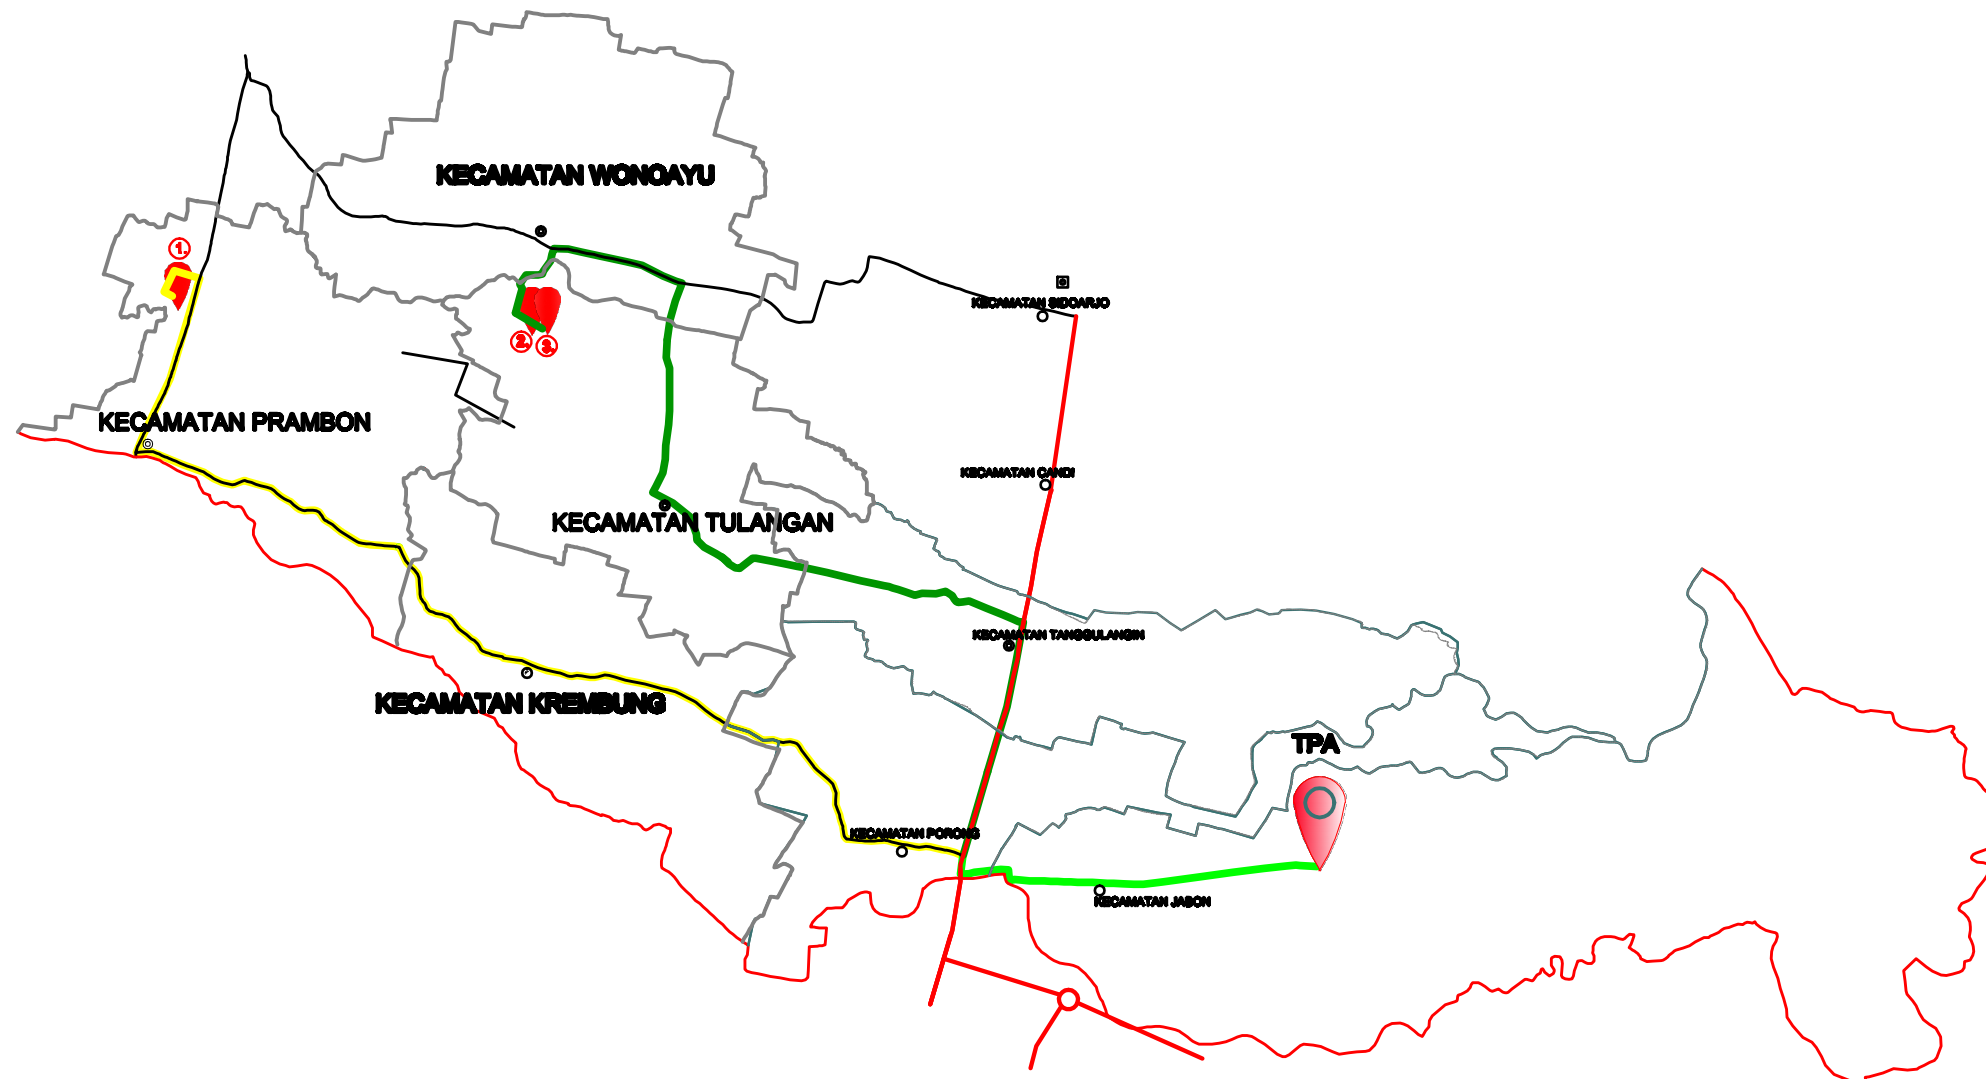 KECAMATAN WONOAYU
1.
KECAMATAN SIDOARJO
2.
3.
KECAMATAN PRAMBON
KECAMATAN CANDI
KECAMATAN TULANGAN
KECAMATAN TANGGULANGIN
KECAMATAN KREMBUNG
TPA
KECAMATAN PORONG
KECAMATAN JABON